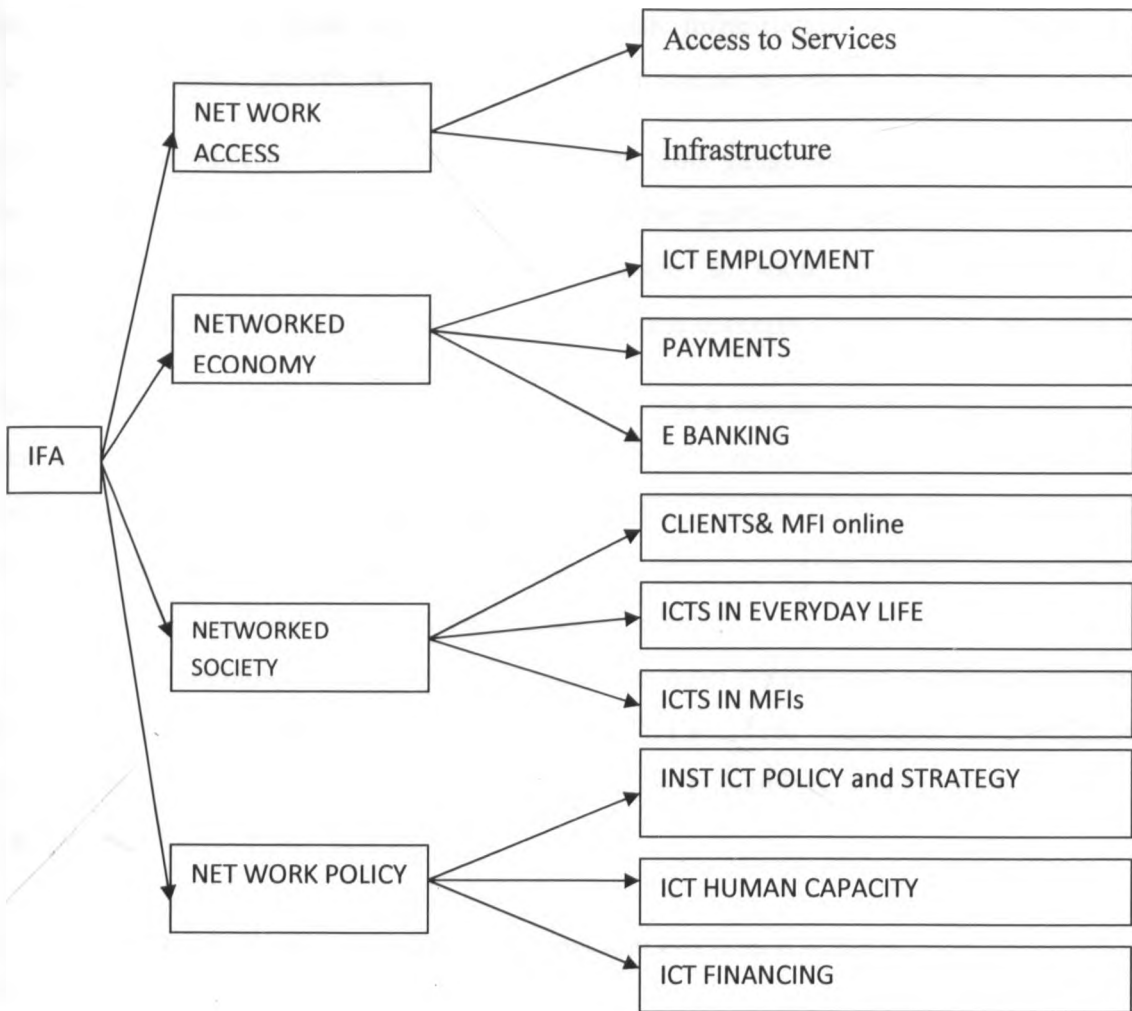 Access to Services
NET WORK
ACCESS
Infrastructure
ICT EMPLOYMENT
NETWORKED
ECONOMY
PAYMENTS
E BANKING
IFA
CLIENTS& MFI online
ICTS IN EVERYDAY LIFE
NETWORKED
SOCIETY
ICTS IN MFIs
INST ICT POLICY and STRATEGY
NET WORK POLICY
ICT HUMAN CAPACITY
ICT FINANCING